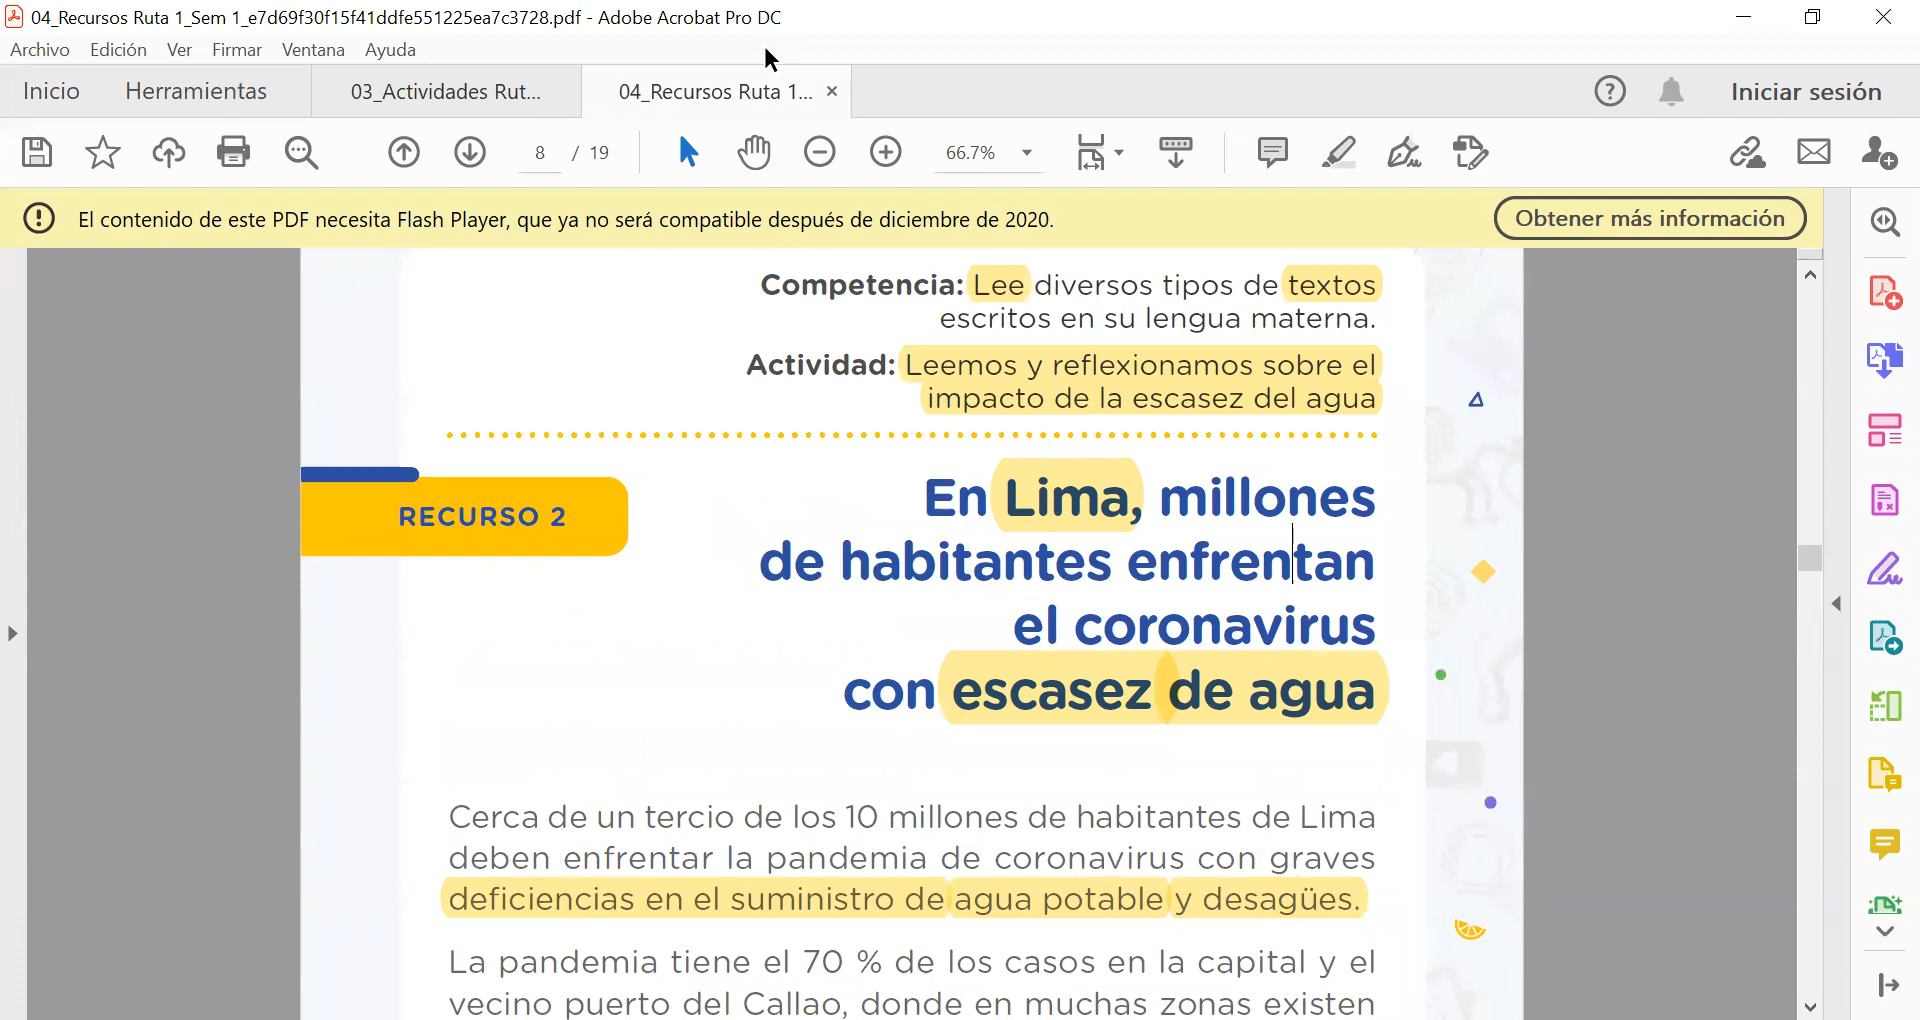 04_Recursos Ruta 1_Sem 1_e7d69f30f15f41ddfe551225ea7c3728.pdf - Adobe Acrobat Pro DC
Archivo Edición Ver Firmar Ventana Ayuda
Inicio Herramientas 03_Actividades Rut... 04_Recursos Ruta 1... × Iniciar sesión
8 / 19 66.7%
El contenido de este PDF necesita Flash Player, que ya no será compatible después de diciembre de 2020. Obtener más información
Competencia: Lee diversos tipos de textos
escritos en su lengua materna.
Actividad: Leemos y reflexionamos sobre el
impacto de la escasez del agua
RECURSO 2
En Lima, millones
de habitantes enfrentan
el coronavirus
con escasez de agua
Cerca de un tercio de los 10 millones de habitantes de Lima
deben enfrentar la pandemia de coronavirus con graves
deficiencias en el suministro de agua potable y desagües.
La pandemia tiene el 70 % de los casos en la capital y el
vecino puerto del Callao, donde en muchas zonas existen